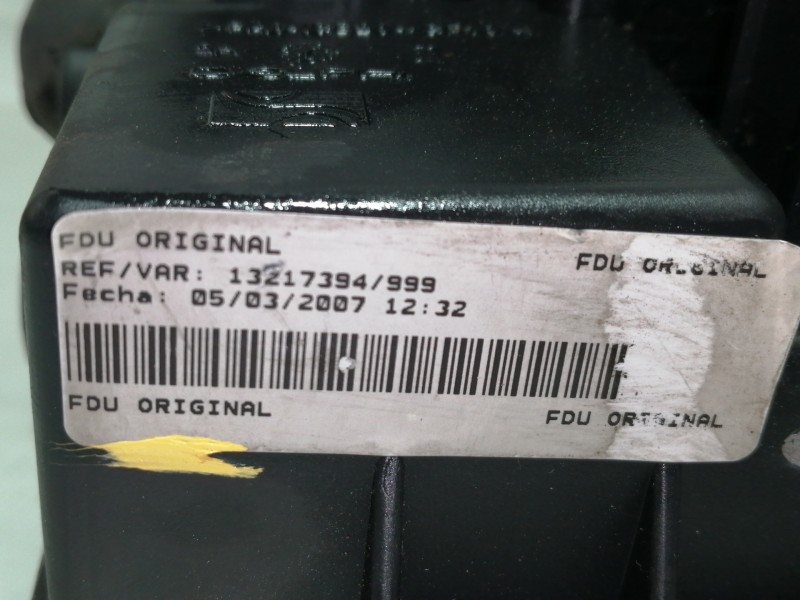 FDU ORIGINAL
FDU ORIGINAL
REF/VAR: 13217394/999
Fecha: 05/03/2007 12:32
FDU ORIGINAL
FDU ORIGINAL